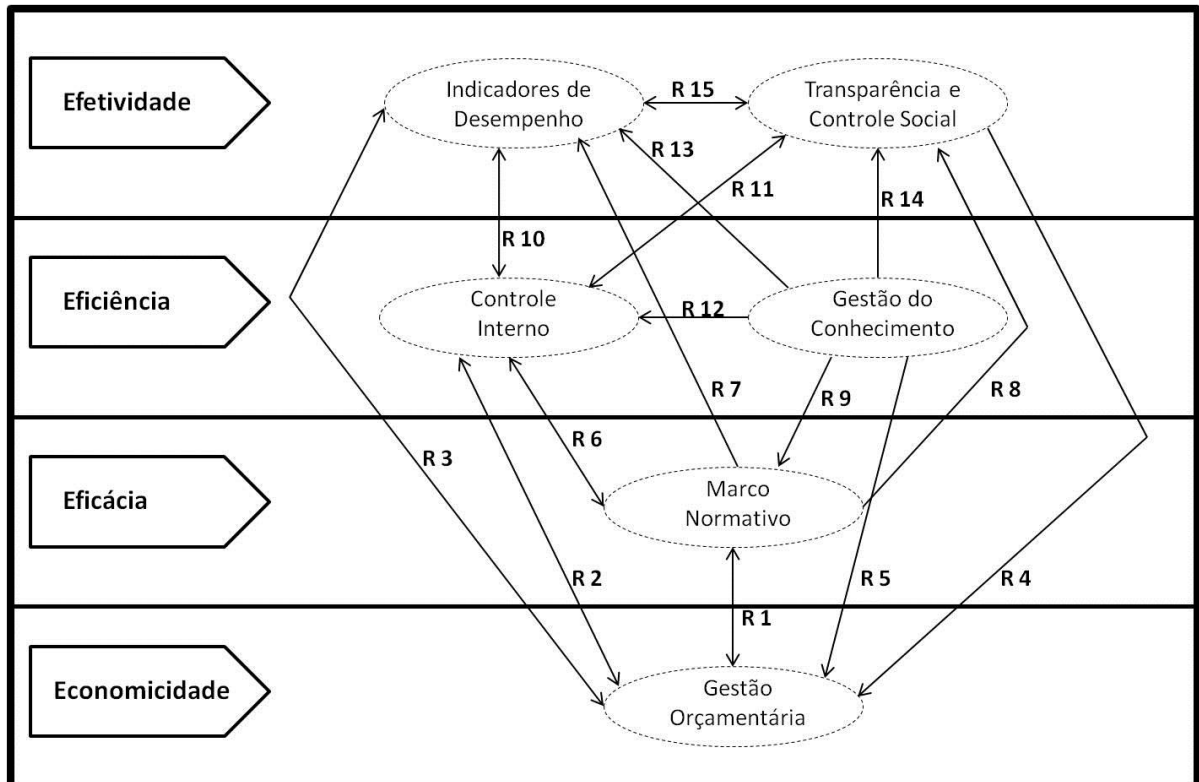 Efetividade
Indicadores de
Desempenho
R 15
Transparência e
Controle Social
R 13
R 11
R 14
R 10
Eficiência
Controle
Interno
R 12
Gestão do
Conhecimento
R 7
R 9
R 8
R 6
R 3
Eficácia
Marco
Normativo
R 2
R 5
R 4
R 1
Economicidade
Gestão
Orçamentária